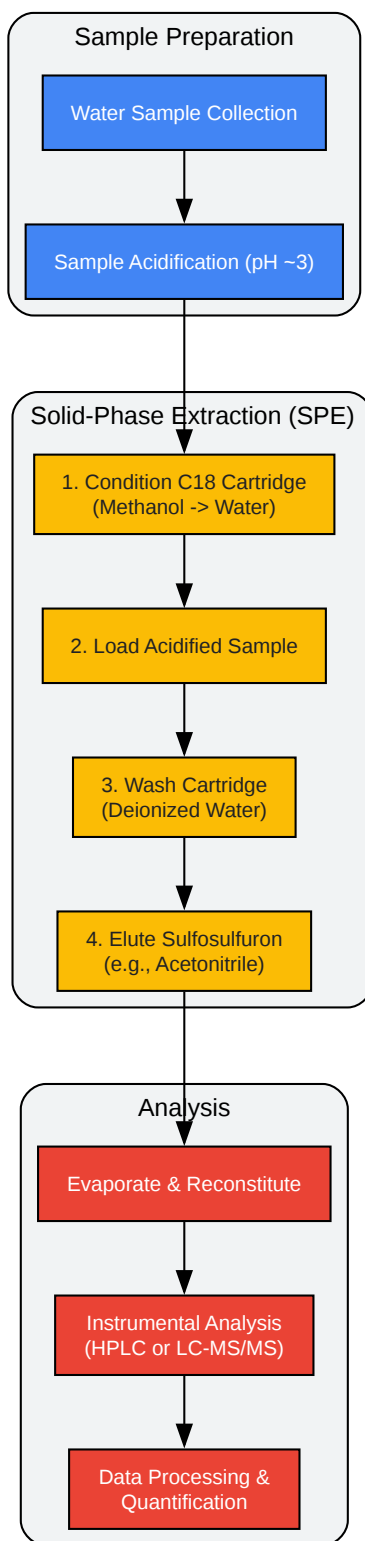 Sample Preparation
Water Sample Collection
Sample Acidification (pH ~3)
Solid-Phase Extraction (SPE)
1. Condition C18 Cartridge
(Methanol -> Water)
2. Load Acidified Sample
3. Wash Cartridge
(Deionized Water)
4. Elute Sulfosulfuron
(e.g., Acetonitrile)
Analysis
Evaporate & Reconstitute
Instrumental Analysis
(HPLC or LC-MS/MS)
Data Processing &
Quantification